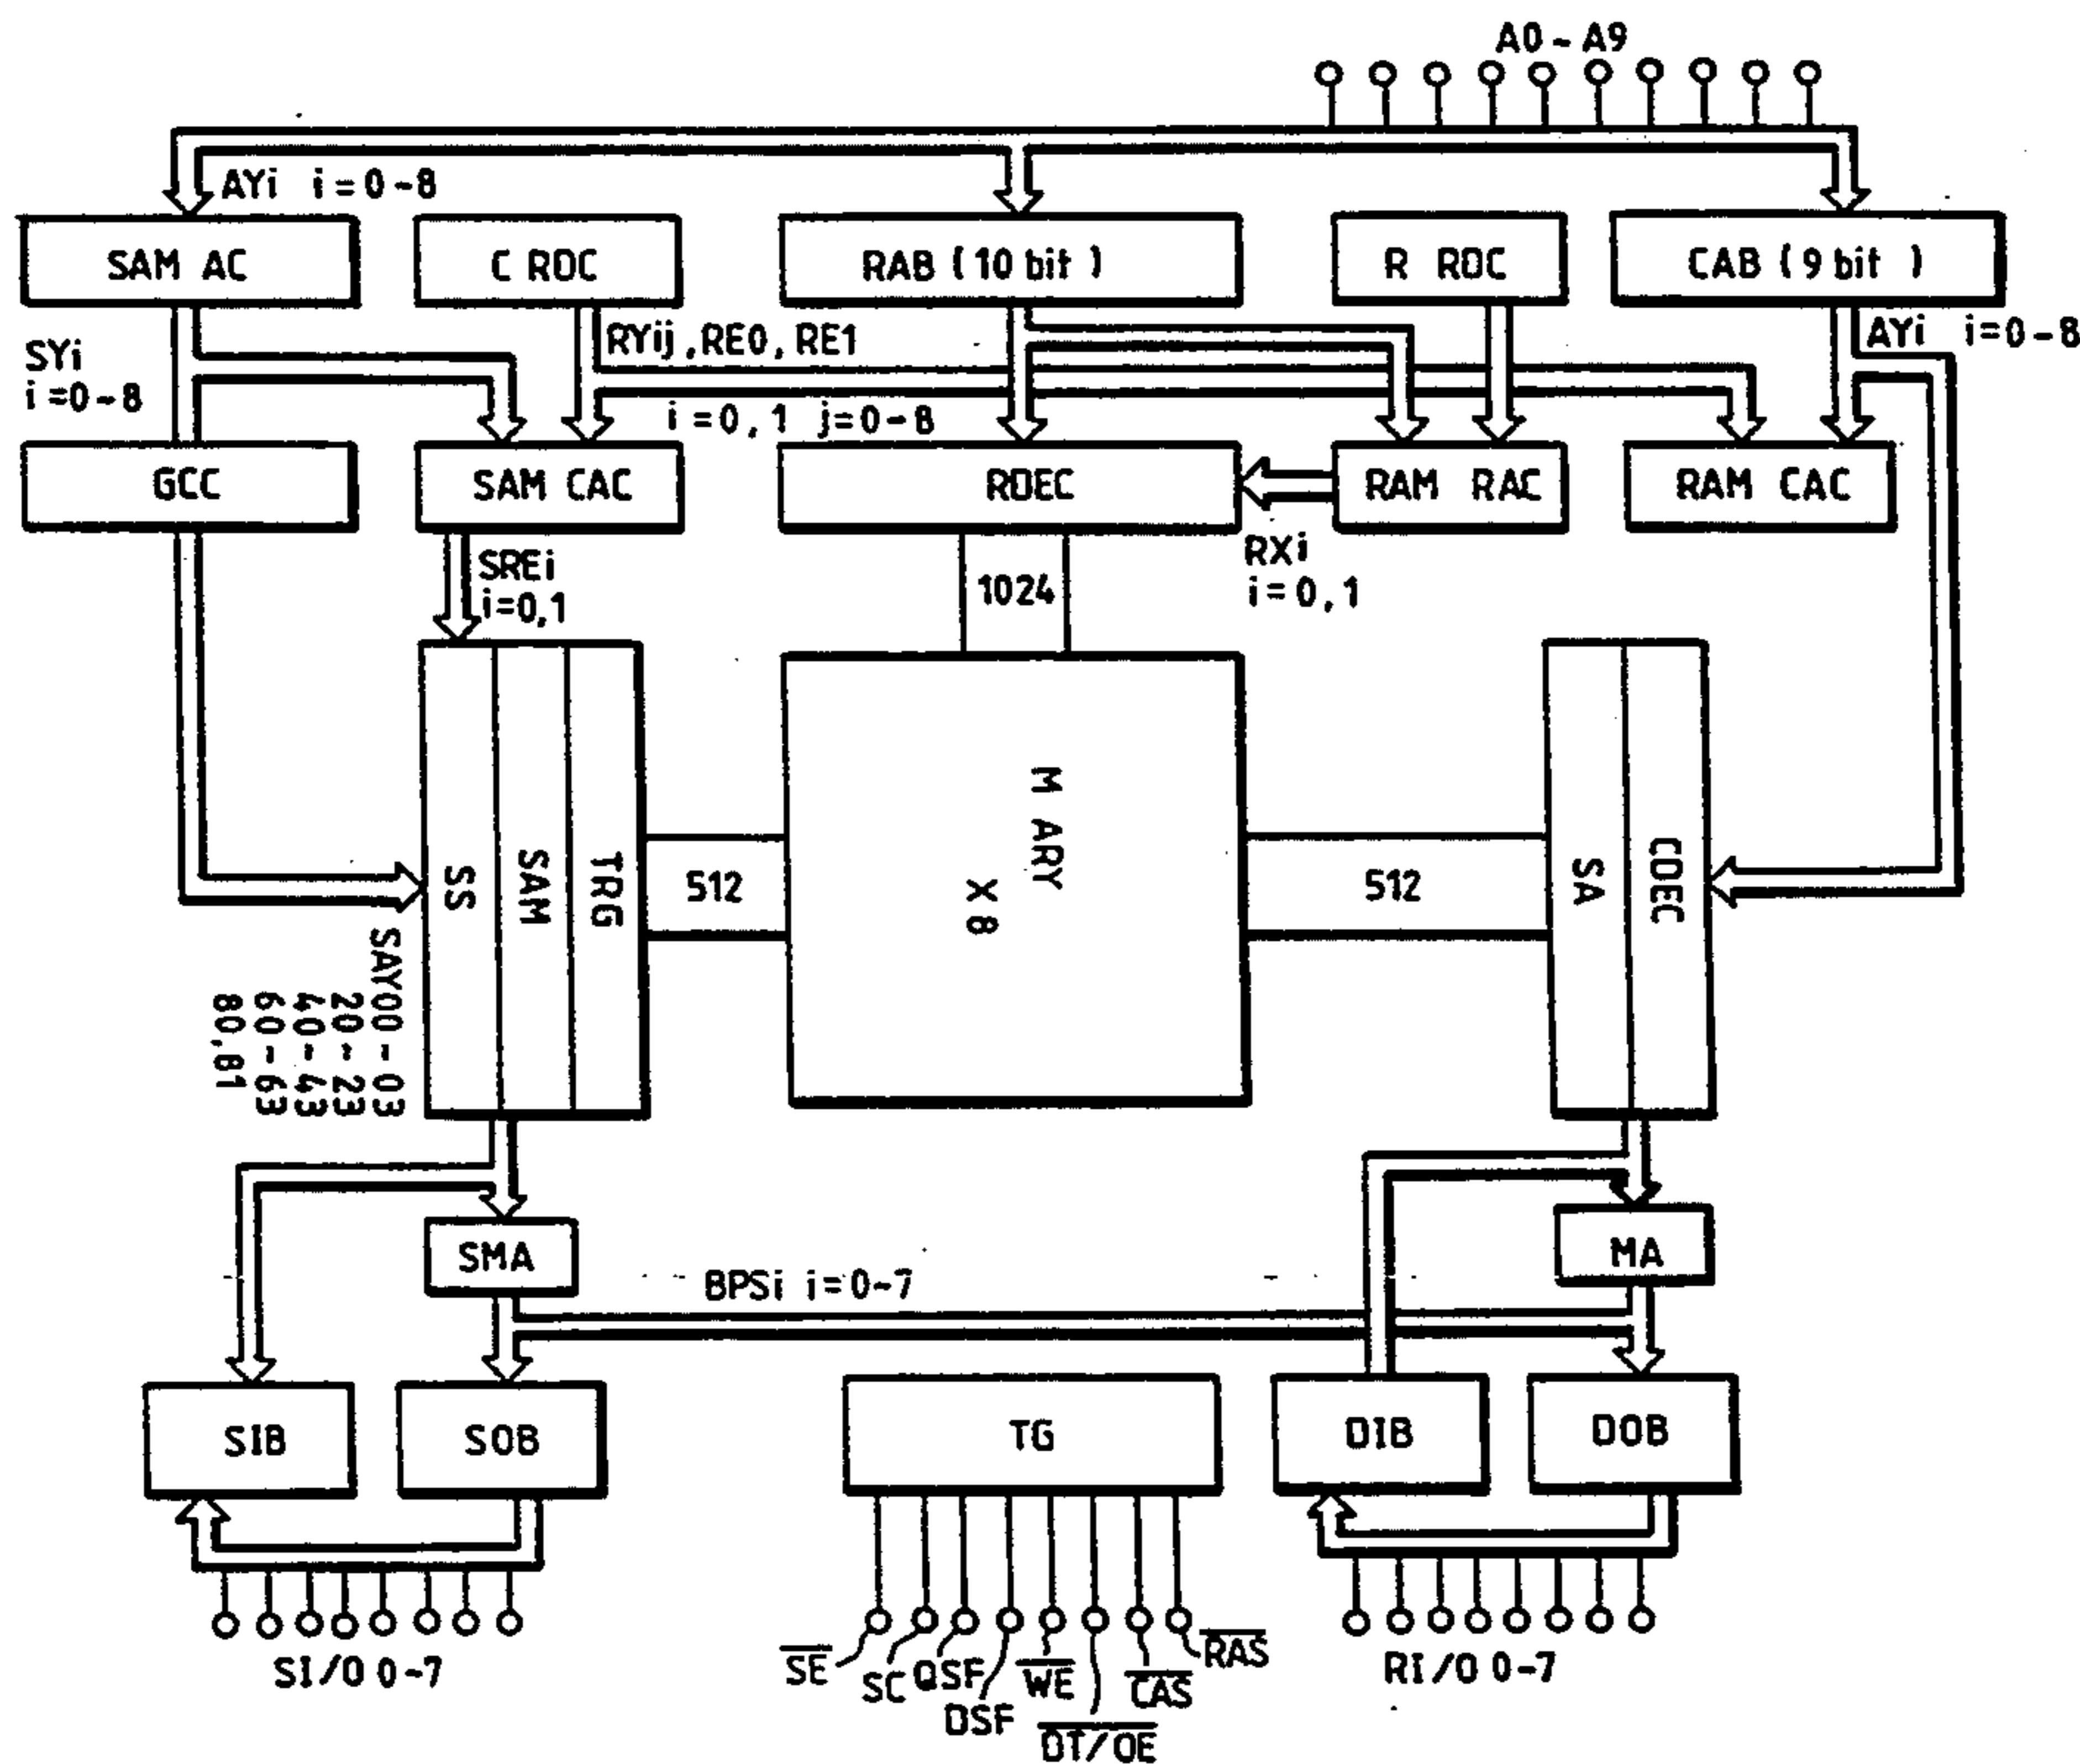 A0 ~ A9
AYi i=0-8
SAM AC
C ROC
RAB (10 bit)
R ROC
CAB (9 bit)
SYi
i=0-8
RYij, RE0, RE1
i=0,1 j=0-8
AYi i=0-8
GCC
SAM CAC
RDEC
RAM RAC
RAM CAC
SREi
i=0,1
1024
RXi
i=0,1
SS
SAM
TRG
512
M ARY
X 8
512
SA
CDEC
SAY00 - 03
20 - 23
40 - 43
60 - 63
80, 81
SMA
MA
BPSi i=0-7
SIB
SOB
TG
DIB
DOB
SI/O 0-7
SE
SC
QSF
DSF
WE
DT/OE
CAS
RAS
RI/O 0-7